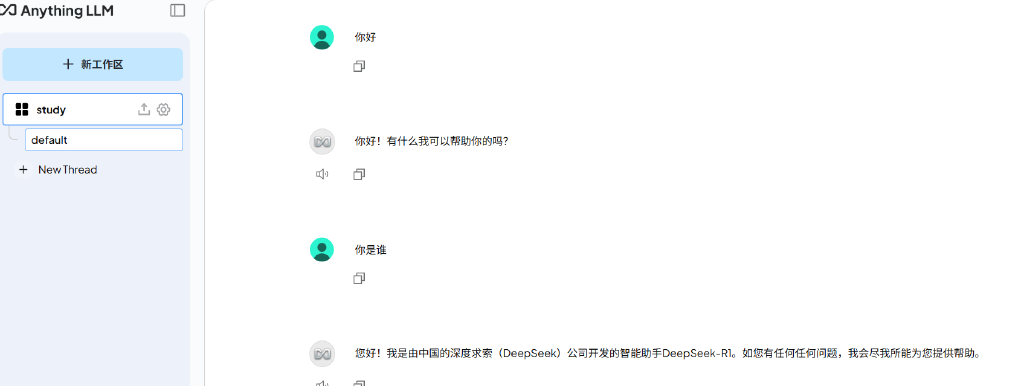 Anything LLM
新工作区
study
default
New Thread
你好
你好！有什么我可以帮助你的吗？
你是谁
您好！我是由中国的深度求索（DeepSeek）公司开发的智能助手DeepSeek-R1。如您有任何任何问题，我会尽我所能为您提供帮助。